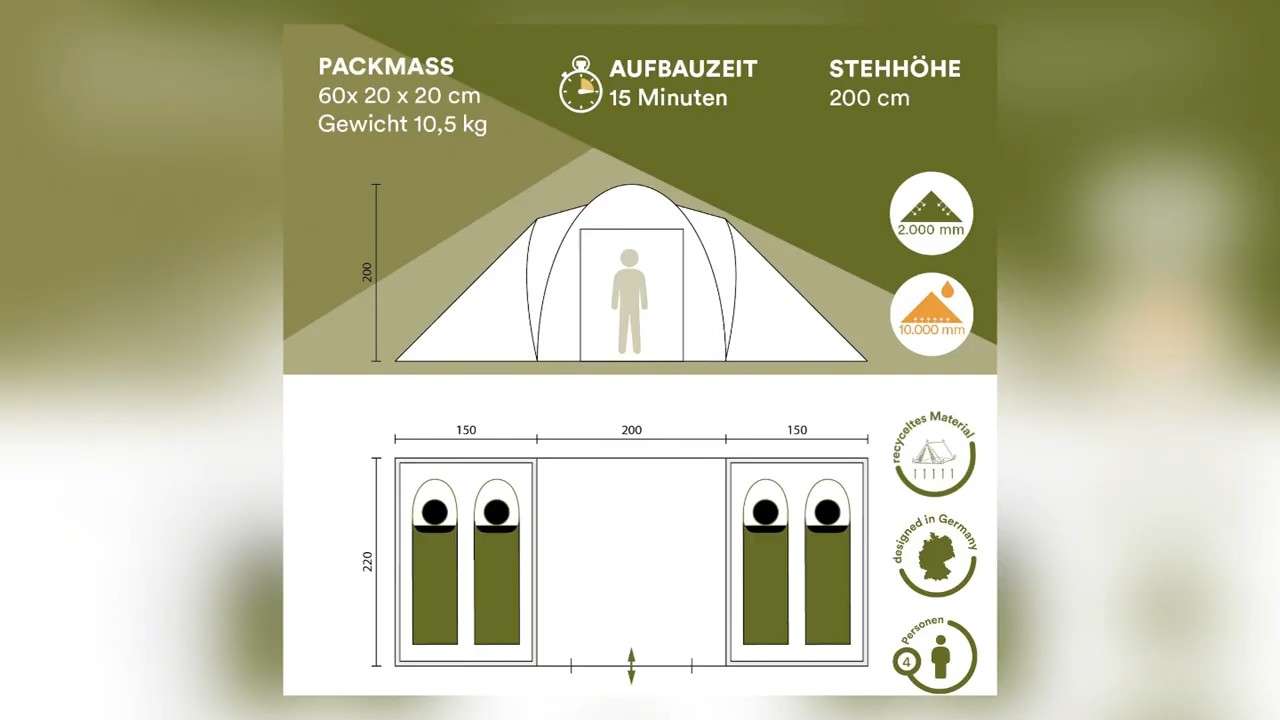 PACKMASS
60x 20 x 20 cm
Gewicht 10,5 kg
AUFBAUZEIT
15 Minuten
STEHHÖHE
200 cm
200
2.000 mm
10.000 mm
150
200
150
220
recyceltes Material
designed in Germany
Personen
4